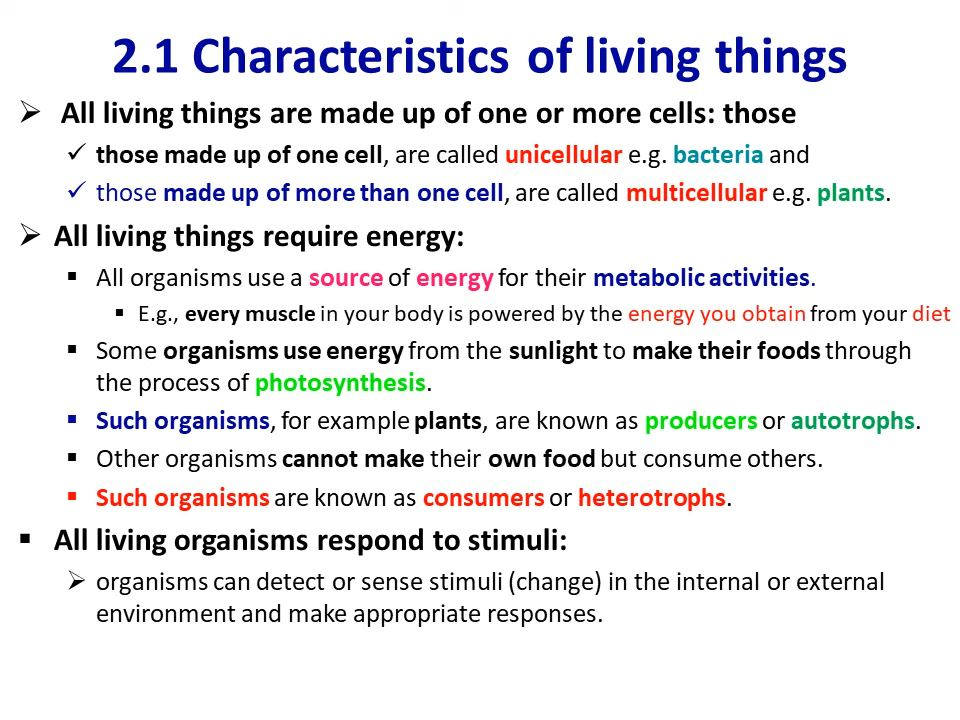 2.1 Characteristics of living things
➢ All living things are made up of one or more cells: those
✓ those made up of one cell, are called unicellular e.g. bacteria and
✓ those made up of more than one cell, are called multicellular e.g. plants.
➢ All living things require energy:
▪ All organisms use a source of energy for their metabolic activities.
▪ E.g., every muscle in your body is powered by the energy you obtain from your diet
▪ Some organisms use energy from the sunlight to make their foods through
the process of photosynthesis.
▪ Such organisms, for example plants, are known as producers or autotrophs.
▪ Other organisms cannot make their own food but consume others.
▪ Such organisms are known as consumers or heterotrophs.
▪ All living organisms respond to stimuli:
➢ organisms can detect or sense stimuli (change) in the internal or external
environment and make appropriate responses.